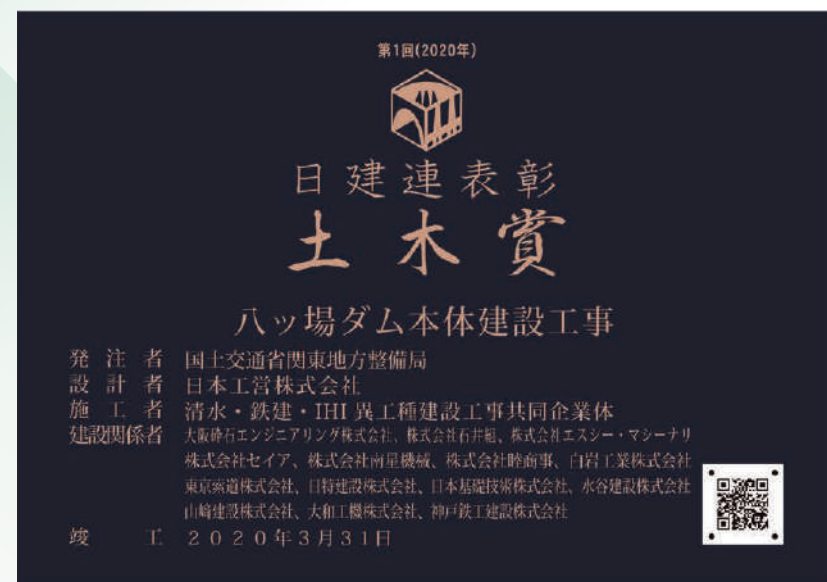 第1回(2020年)
日建連表彰
土木賞
八ッ場ダム本体建設工事
発注者 国土交通省関東地方整備局
設計者 日本工営株式会社
施工者 清水・鉄建・IHI 異工種建設工事共同企業体
建設関係者 大阪砕石エンジニアリング株式会社、株式会社石井組、株式会社エスシー・マシーナリ
株式会社セイア、株式会社南星機械、株式会社睦商事、白岩工業株式会社
東京索道株式会社、日特建設株式会社、日本基礎技術株式会社、水谷建設株式会社
山﨑建設株式会社、大和工機株式会社、神戸鉄工建設株式会社
竣工 2020年3月31日